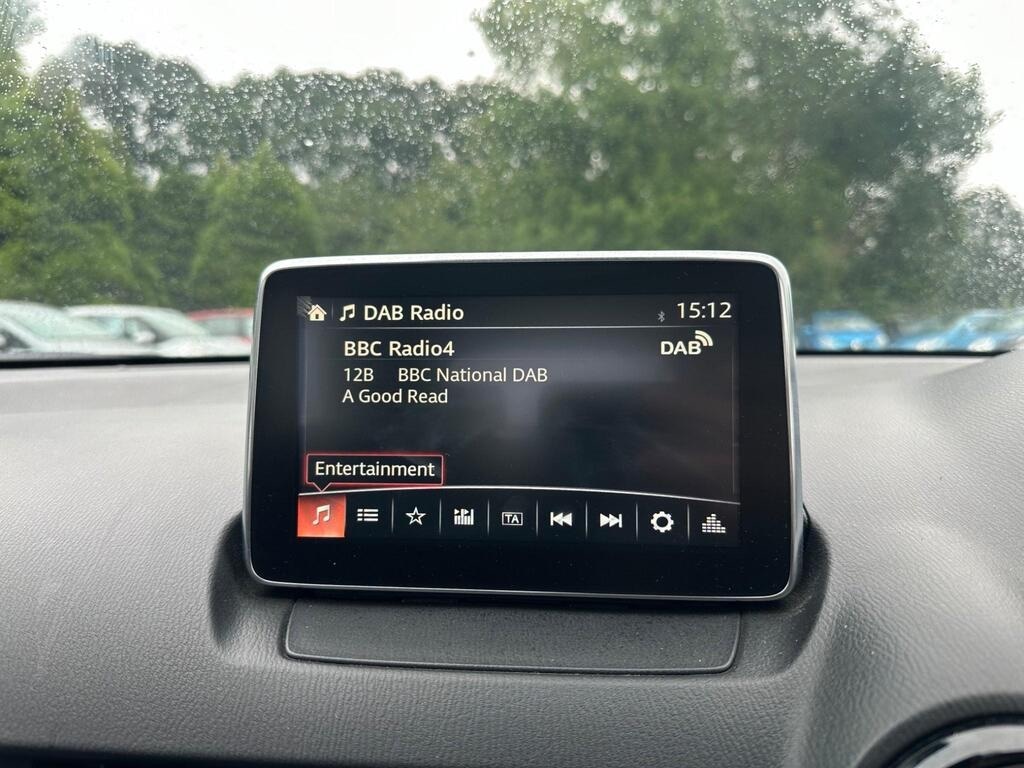 DAB Radio 15:12
BBC Radio4 DAB
12B BBC National DAB
A Good Read
Entertainment
TA